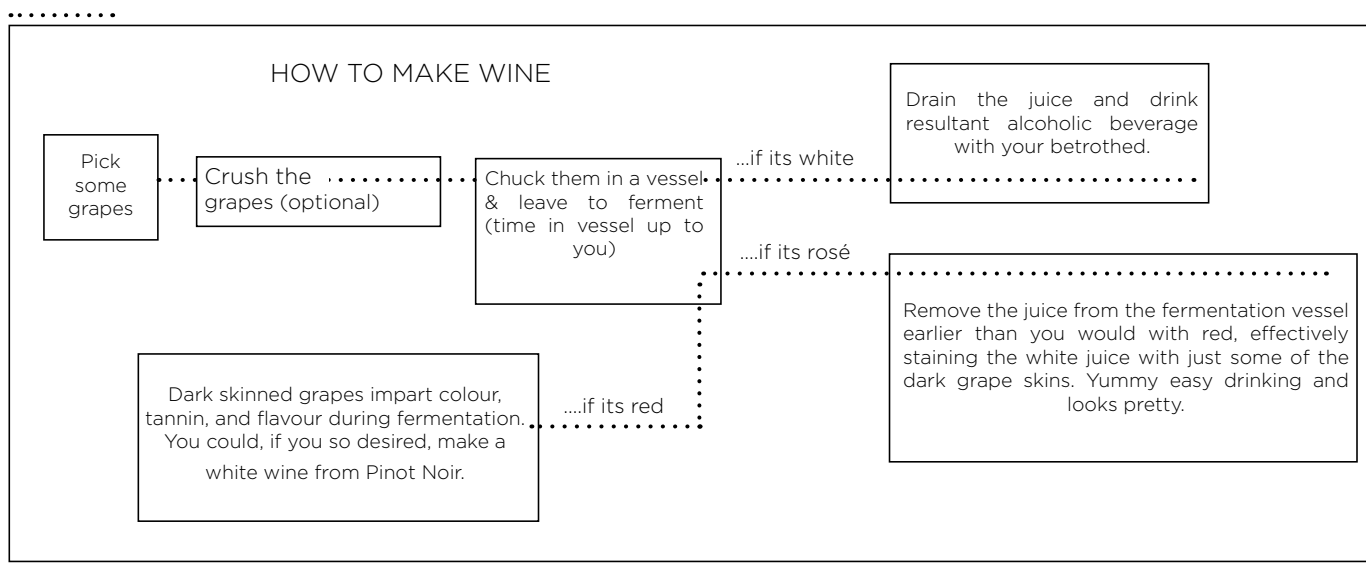 HOW TO MAKE WINE
Pick
some
grapes
Crush the
grapes (optional)
Chuck them in a vessel
& leave to ferment
(time in vessel up to
you)
...if its white
Drain the juice and drink
resultant alcoholic beverage
with your betrothed.
....if its rosé
Remove the juice from the fermentation vessel
earlier than you would with red, effectively
staining the white juice with just some of the
dark grape skins. Yummy easy drinking and
looks pretty.
....if its red
Dark skinned grapes impart colour,
tannin, and flavour during fermentation.
You could, if you so desired, make a
white wine from Pinot Noir.